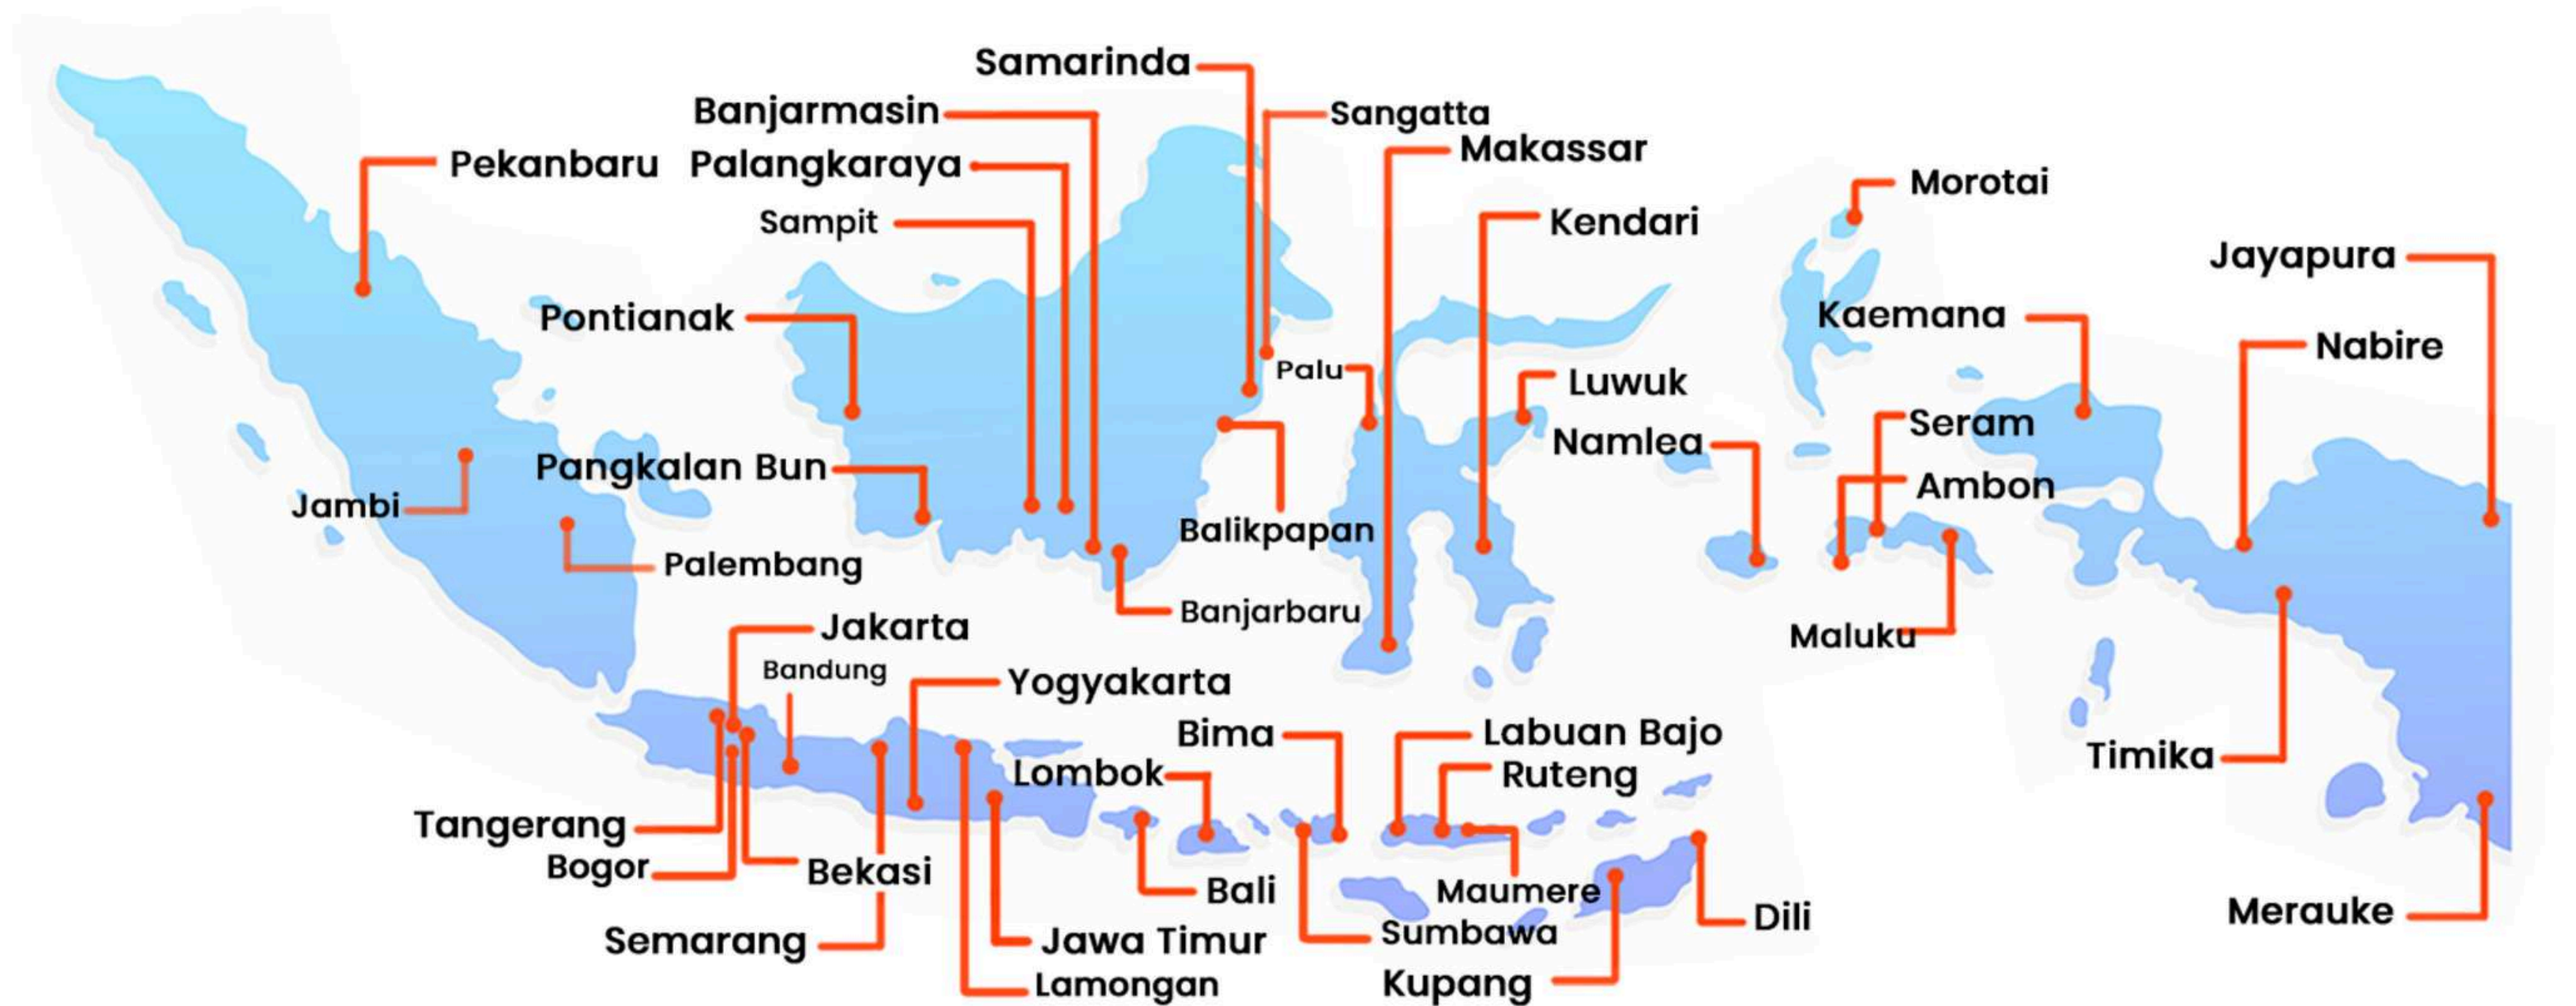 Samarinda
Banjarmasin
Sangatta
Makassar
Pekanbaru
Palangkaraya
Morotai
Sampit
Kendari
Jayapura
Pontianak
Kaemana
Nabire
Palu
Luwuk
Seram
Namlea
Pangkalan Bun
Ambon
Jambi
Balikpapan
Palembang
Banjarbaru
Jakarta
Maluku
Bandung
Yogyakarta
Bima
Labuan Bajo
Timika
Lombok
Ruteng
Tangerang
Bogor
Bekasi
Bali
Maumere
Dili
Merauke
Semarang
Jawa Timur
Sumbawa
Lamongan
Kupang